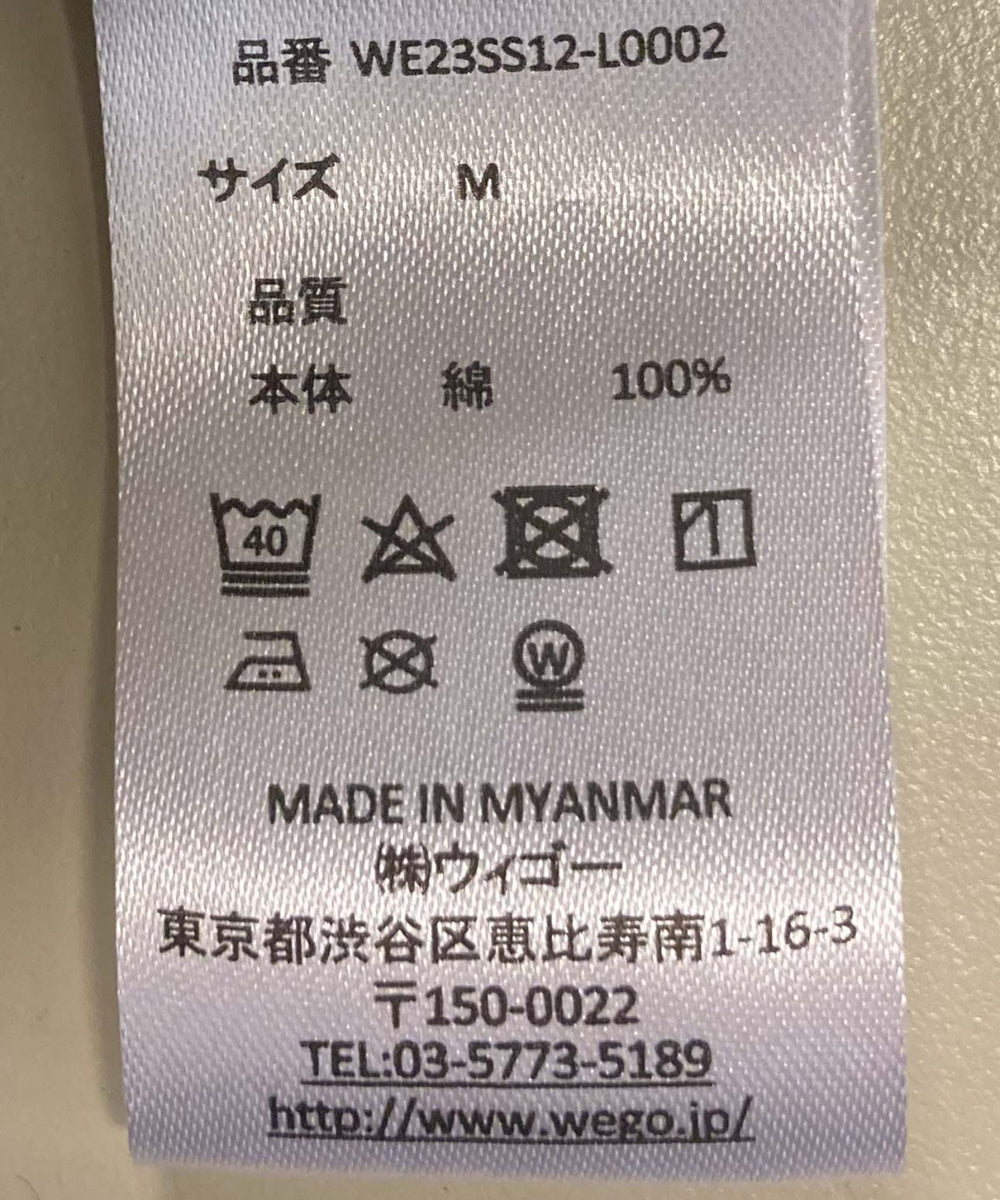 品番 WE23SS12-L0002
サイズ M
品質
本体 綿 100%
40
W
MADE IN MYANMAR
㈱ウィゴー
東京都渋谷区恵比寿南1-16-3
〒150-0022
TEL:03-5773-5189
http://www.wego.jp/